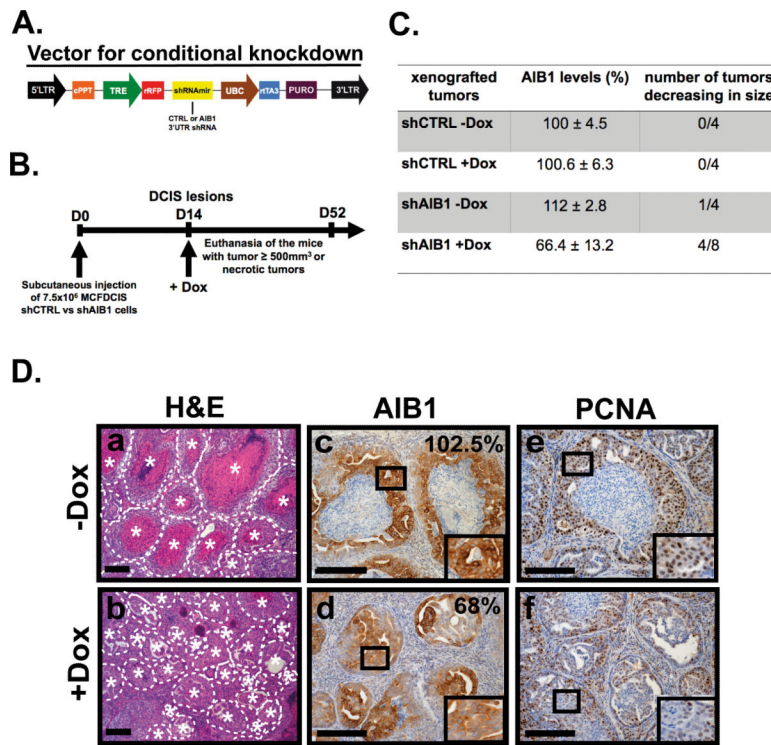 A.
Vector for conditional knockdown
5'LTR cPPT TRE rRFP shRNAmir UBC rtTA3 PURO 3'LTR
CTRL or AIB1
3'UTR shRNA
B.
DCIS lesions
D0 D14 D52
Euthanasia of the mice
with tumor ≥ 500mm³ or
necrotic tumors
Subcutaneous injection
of 7.5x10⁶ MCFDCIS
shCTRL vs shAIB1 cells
+ Dox
C.
xenografted
tumors
AIB1 levels (%)
number of tumors
decreasing in size
shCTRL -Dox 100 ± 4.5 0/4
shCTRL +Dox 100.6 ± 6.3 0/4
shAIB1 -Dox 112 ± 2.8 1/4
shAIB1 +Dox 66.4 ± 13.2 4/8
D.
H&E AIB1 PCNA
-Dox
a c 102.5% e
+Dox
b d 68% f